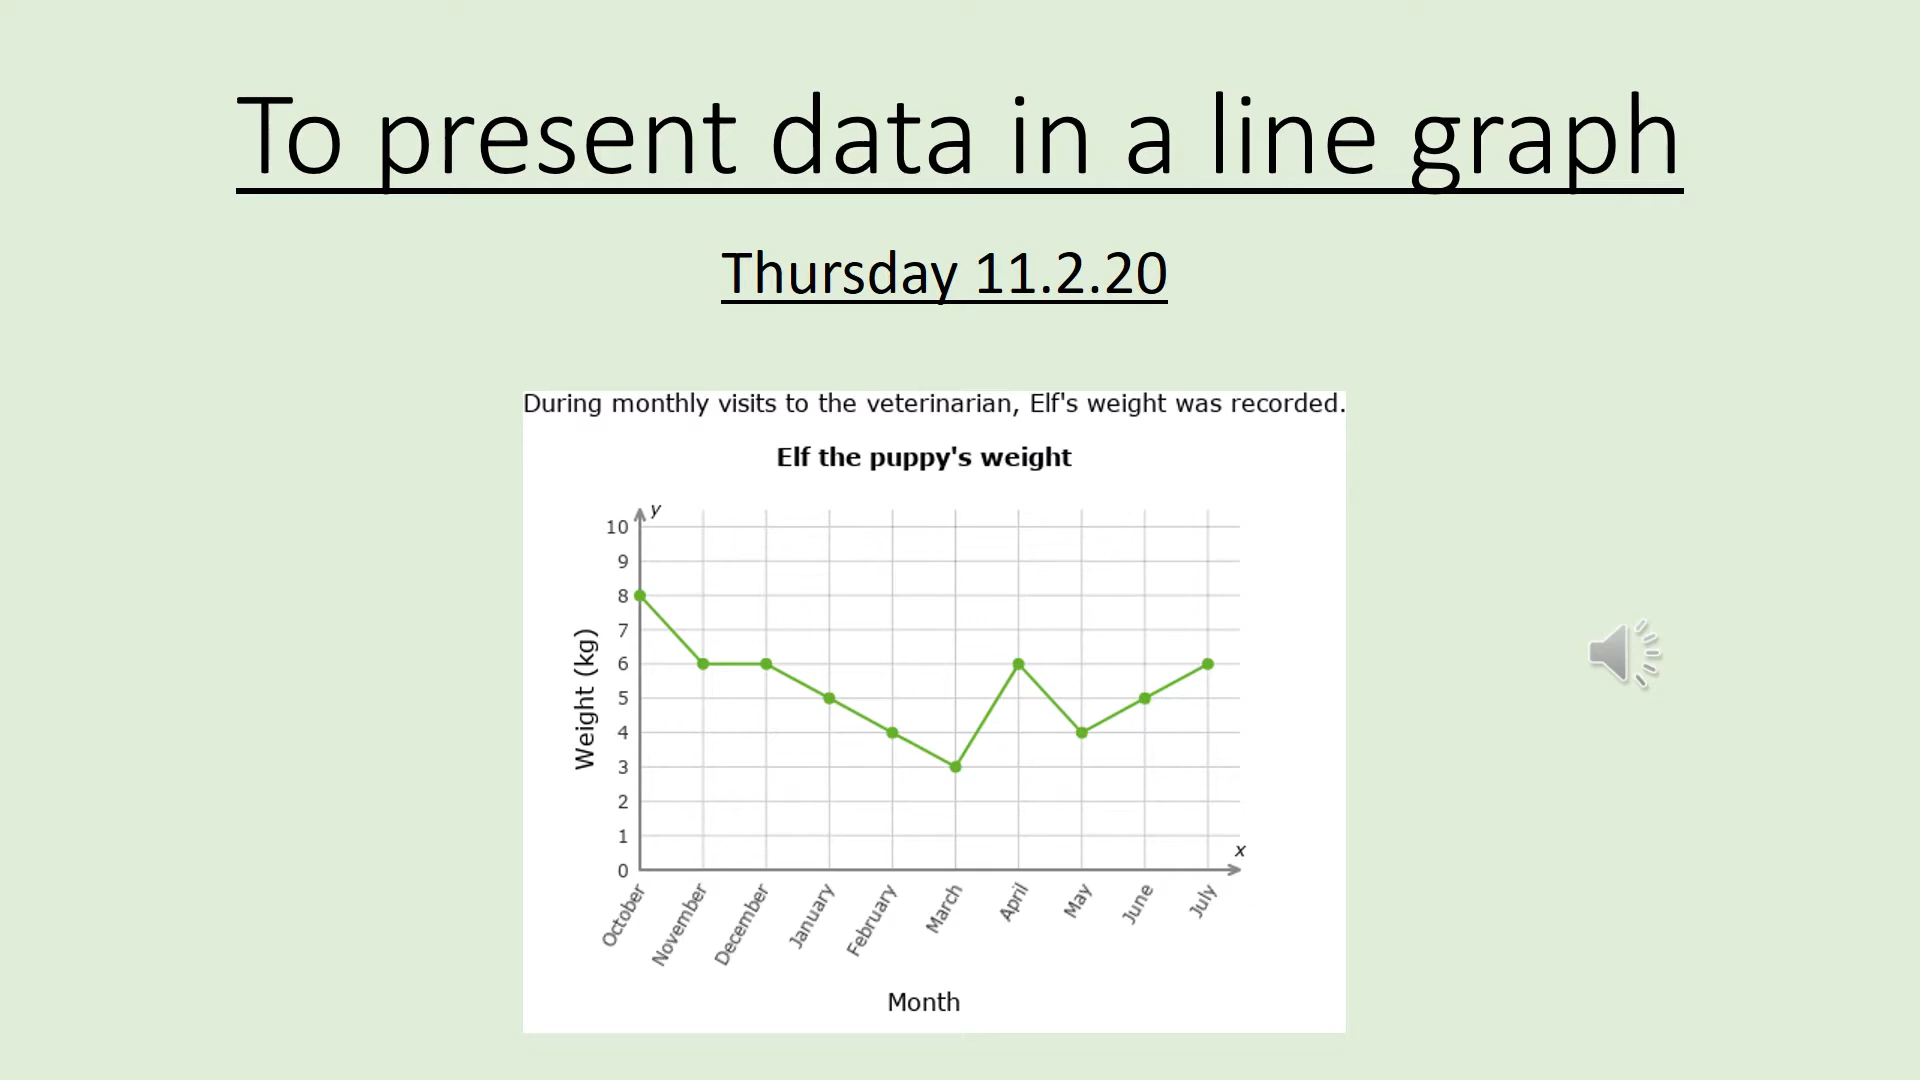 To present data in a line graph
Thursday 11.2.20
During monthly visits to the veterinarian, Elf's weight was recorded.
Elf the puppy's weight
y
10
9
8
7
6
5
4
3
2
1
0
Weight (kg)
x
October
November
December
January
February
March
April
May
June
July
Month